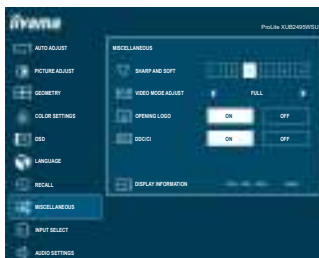 iiyama
ProLite XUB2495WSU
AUTO ADJUST
PICTURE ADJUST
GEOMETRY
COLOR SETTINGS
OSD
LANGUAGE
RECALL
MISCELLANEOUS
INPUT SELECT
AUDIO SETTINGS
MISCELLANEOUS
SHARP AND SOFT
VIDEO MODE ADJUST FULL
OPENING LOGO ON OFF
DDC/CI ON OFF
DISPLAY INFORMATION